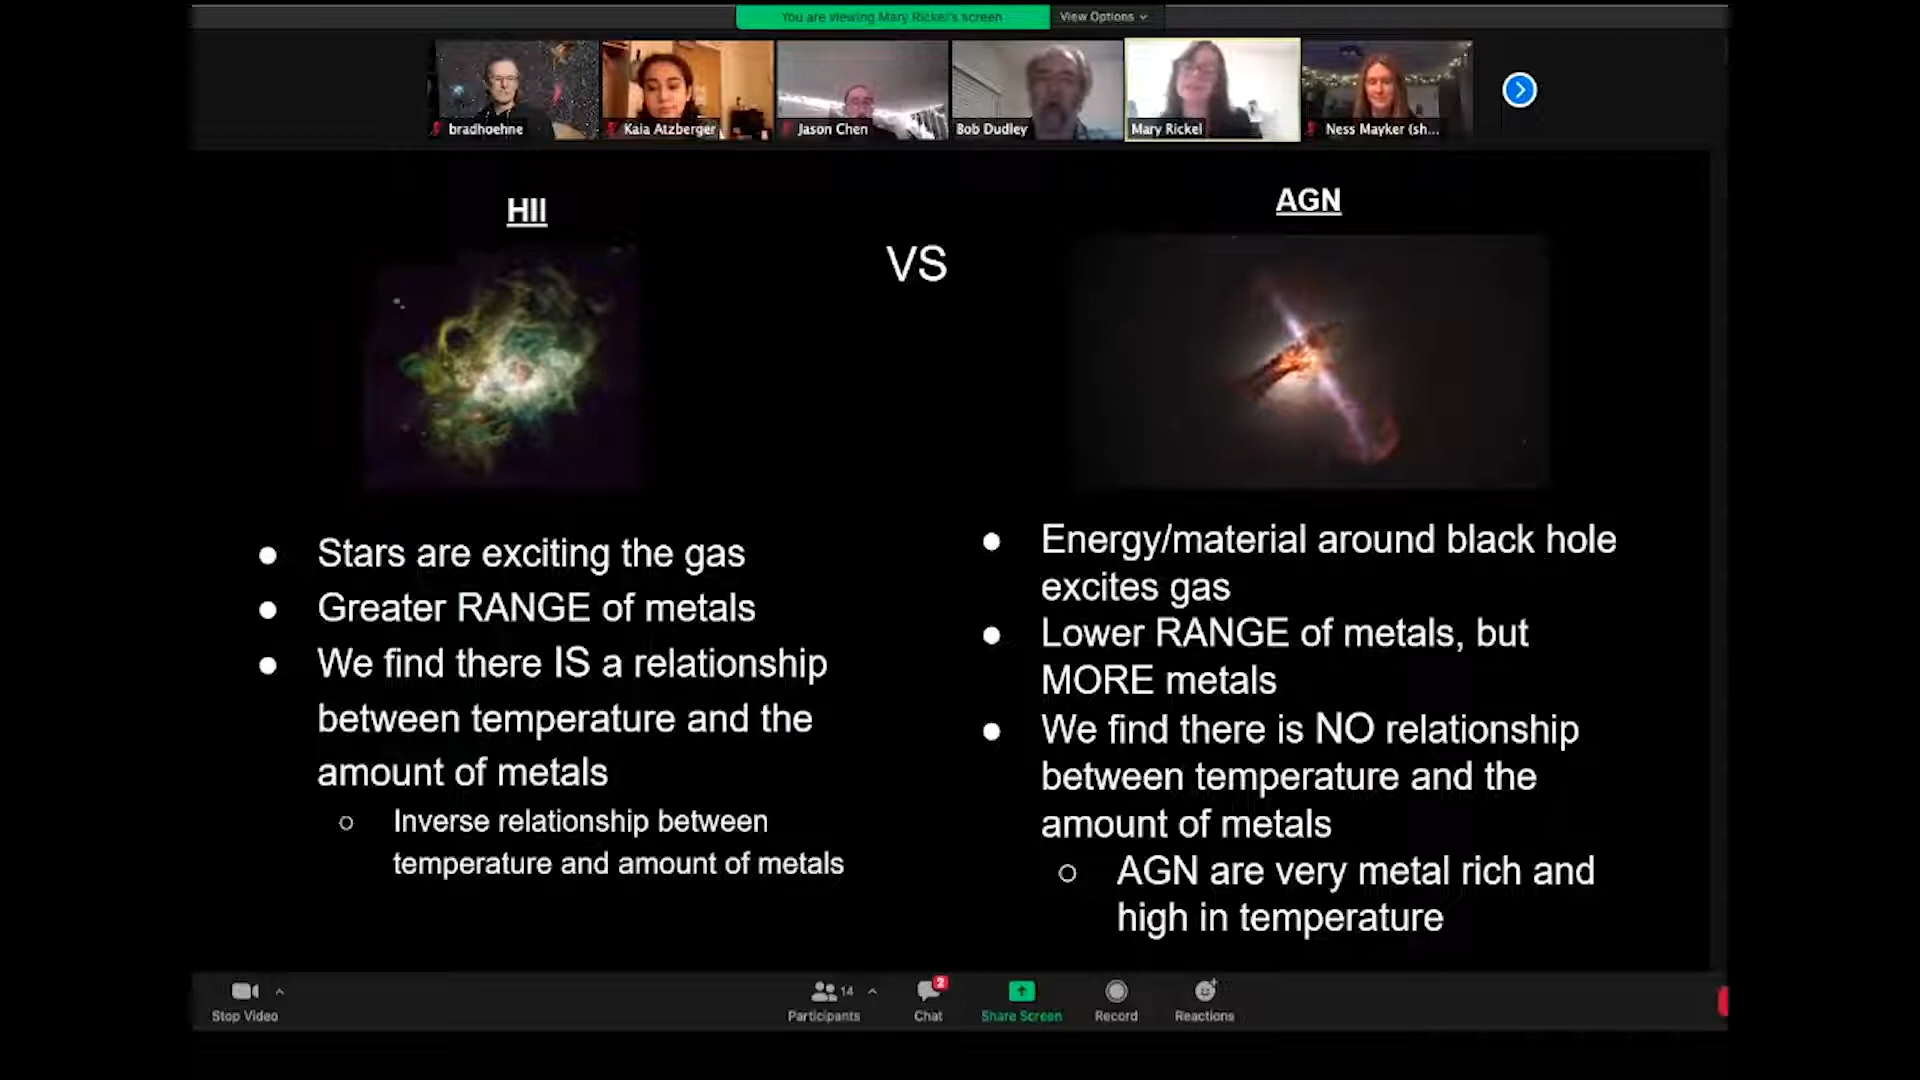 You are viewing Mary Rickel's screen
View Options
bradhoehne
Kaia Atzberger
Jason Chen
Bob Dudley
Mary Rickel
Ness Mayker (sh...
HII
VS
AGN
Stars are exciting the gas
Greater RANGE of metals
We find there IS a relationship
between temperature and the
amount of metals
Inverse relationship between
temperature and amount of metals
Energy/material around black hole
excites gas
Lower RANGE of metals, but
MORE metals
We find there is NO relationship
between temperature and the
amount of metals
AGN are very metal rich and
high in temperature
Stop Video
14
Participants
2
Chat
Share Screen
Record
Reactions